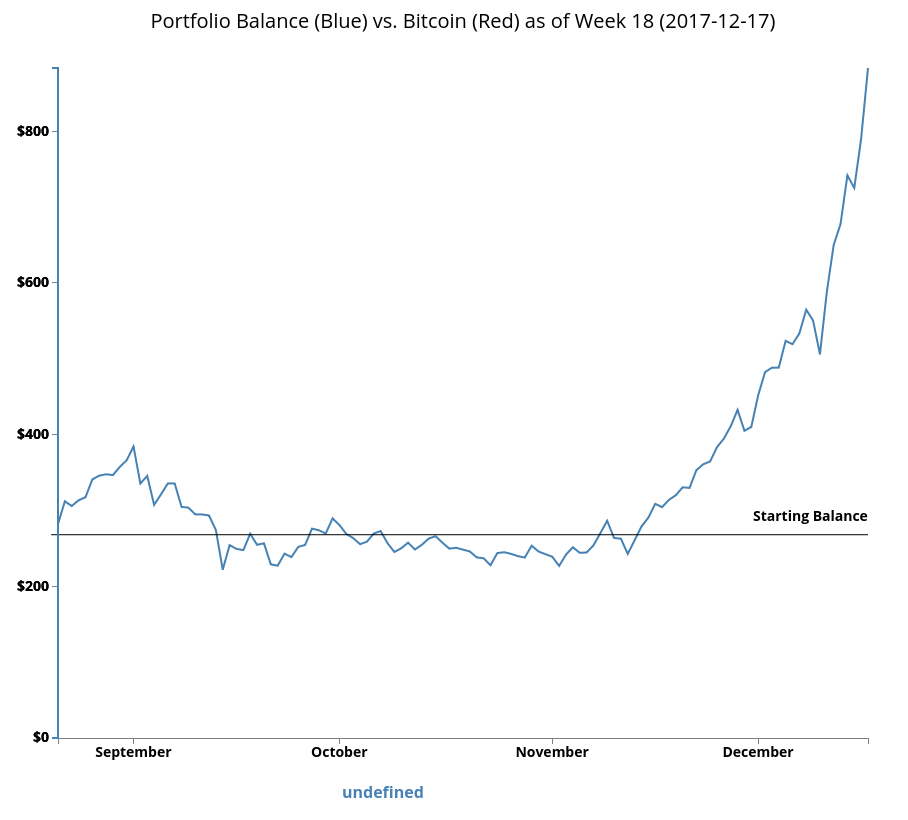 Portfolio Balance (Blue) vs. Bitcoin (Red) as of Week 18 (2017-12-17)
$800
$600
$400
Starting Balance
$200
$0
September October November December
undefined